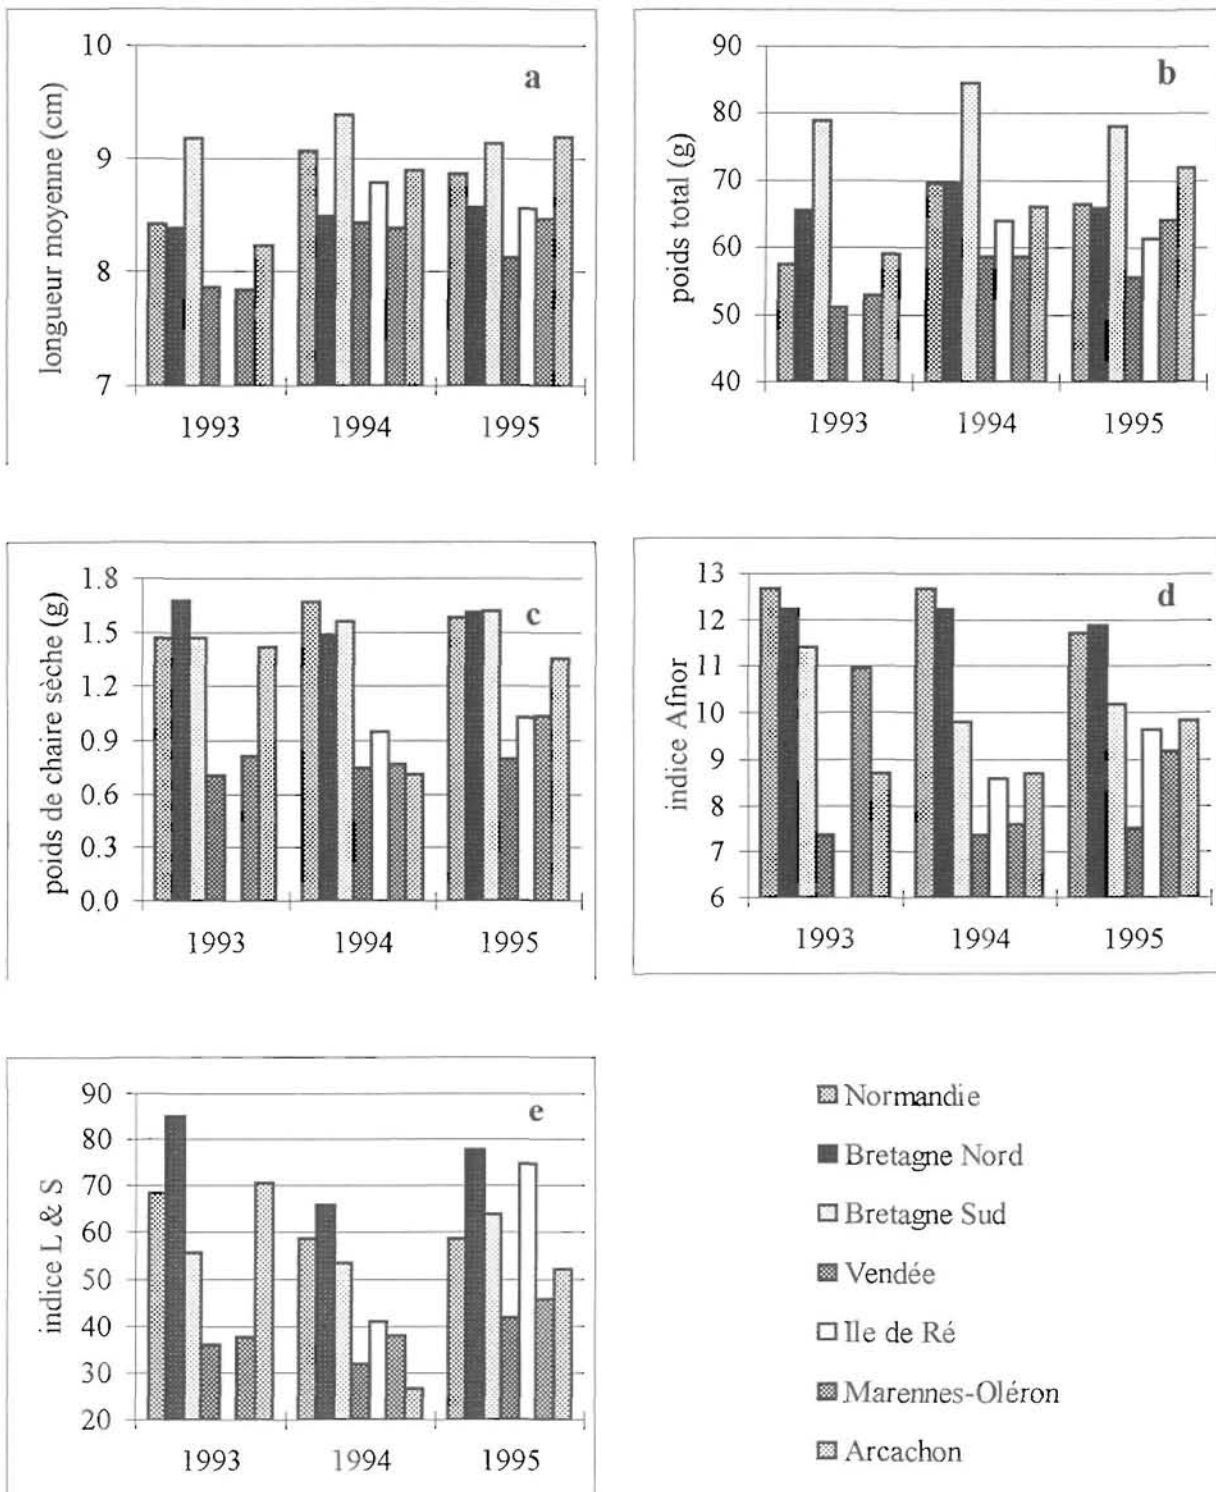 a
longueur moyenne (cm)
10
9
8
7
1993 1994 1995
b
poids total (g)
90
80
70
60
50
40
1993 1994 1995
c
poids de chaire sèche (g)
1.8
1.5
1.2
0.9
0.6
0.3
0.0
1993 1994 1995
d
indice Afnor
13
12
11
10
9
8
7
6
1993 1994 1995
e
indice L & S
90
80
70
60
50
40
30
20
1993 1994 1995
Normandie
Bretagne Nord
Bretagne Sud
Vendée
Ile de Ré
Marennes-Oléron
Arcachon